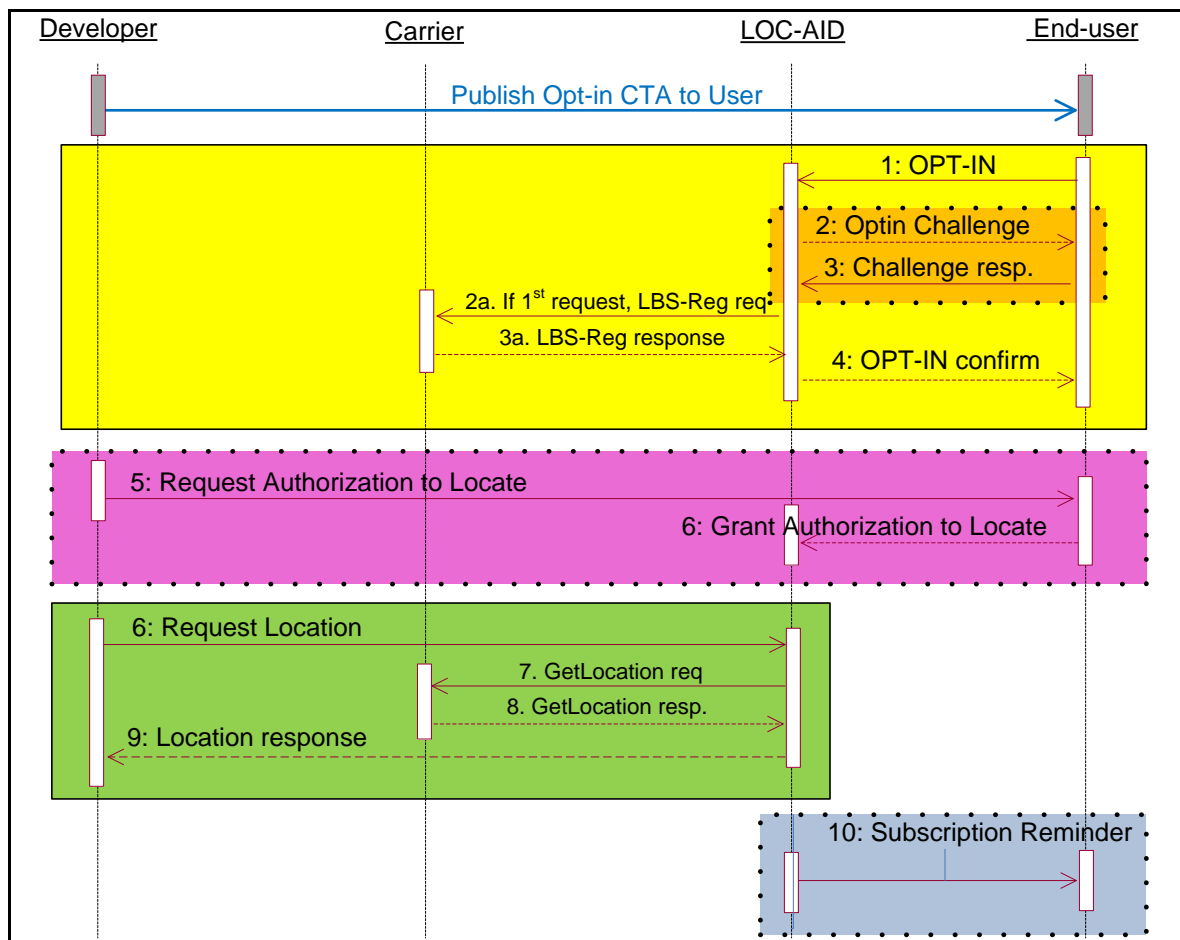 Developer
Carrier
LOC-AID
End-user
Publish Opt-in CTA to User
1: OPT-IN
2: Optin Challenge
3: Challenge resp.
2a. If 1st request, LBS-Reg req
3a. LBS-Reg response
4: OPT-IN confirm
5: Request Authorization to Locate
6: Grant Authorization to Locate
6: Request Location
7. GetLocation req
8. GetLocation resp.
9: Location response
10: Subscription Reminder